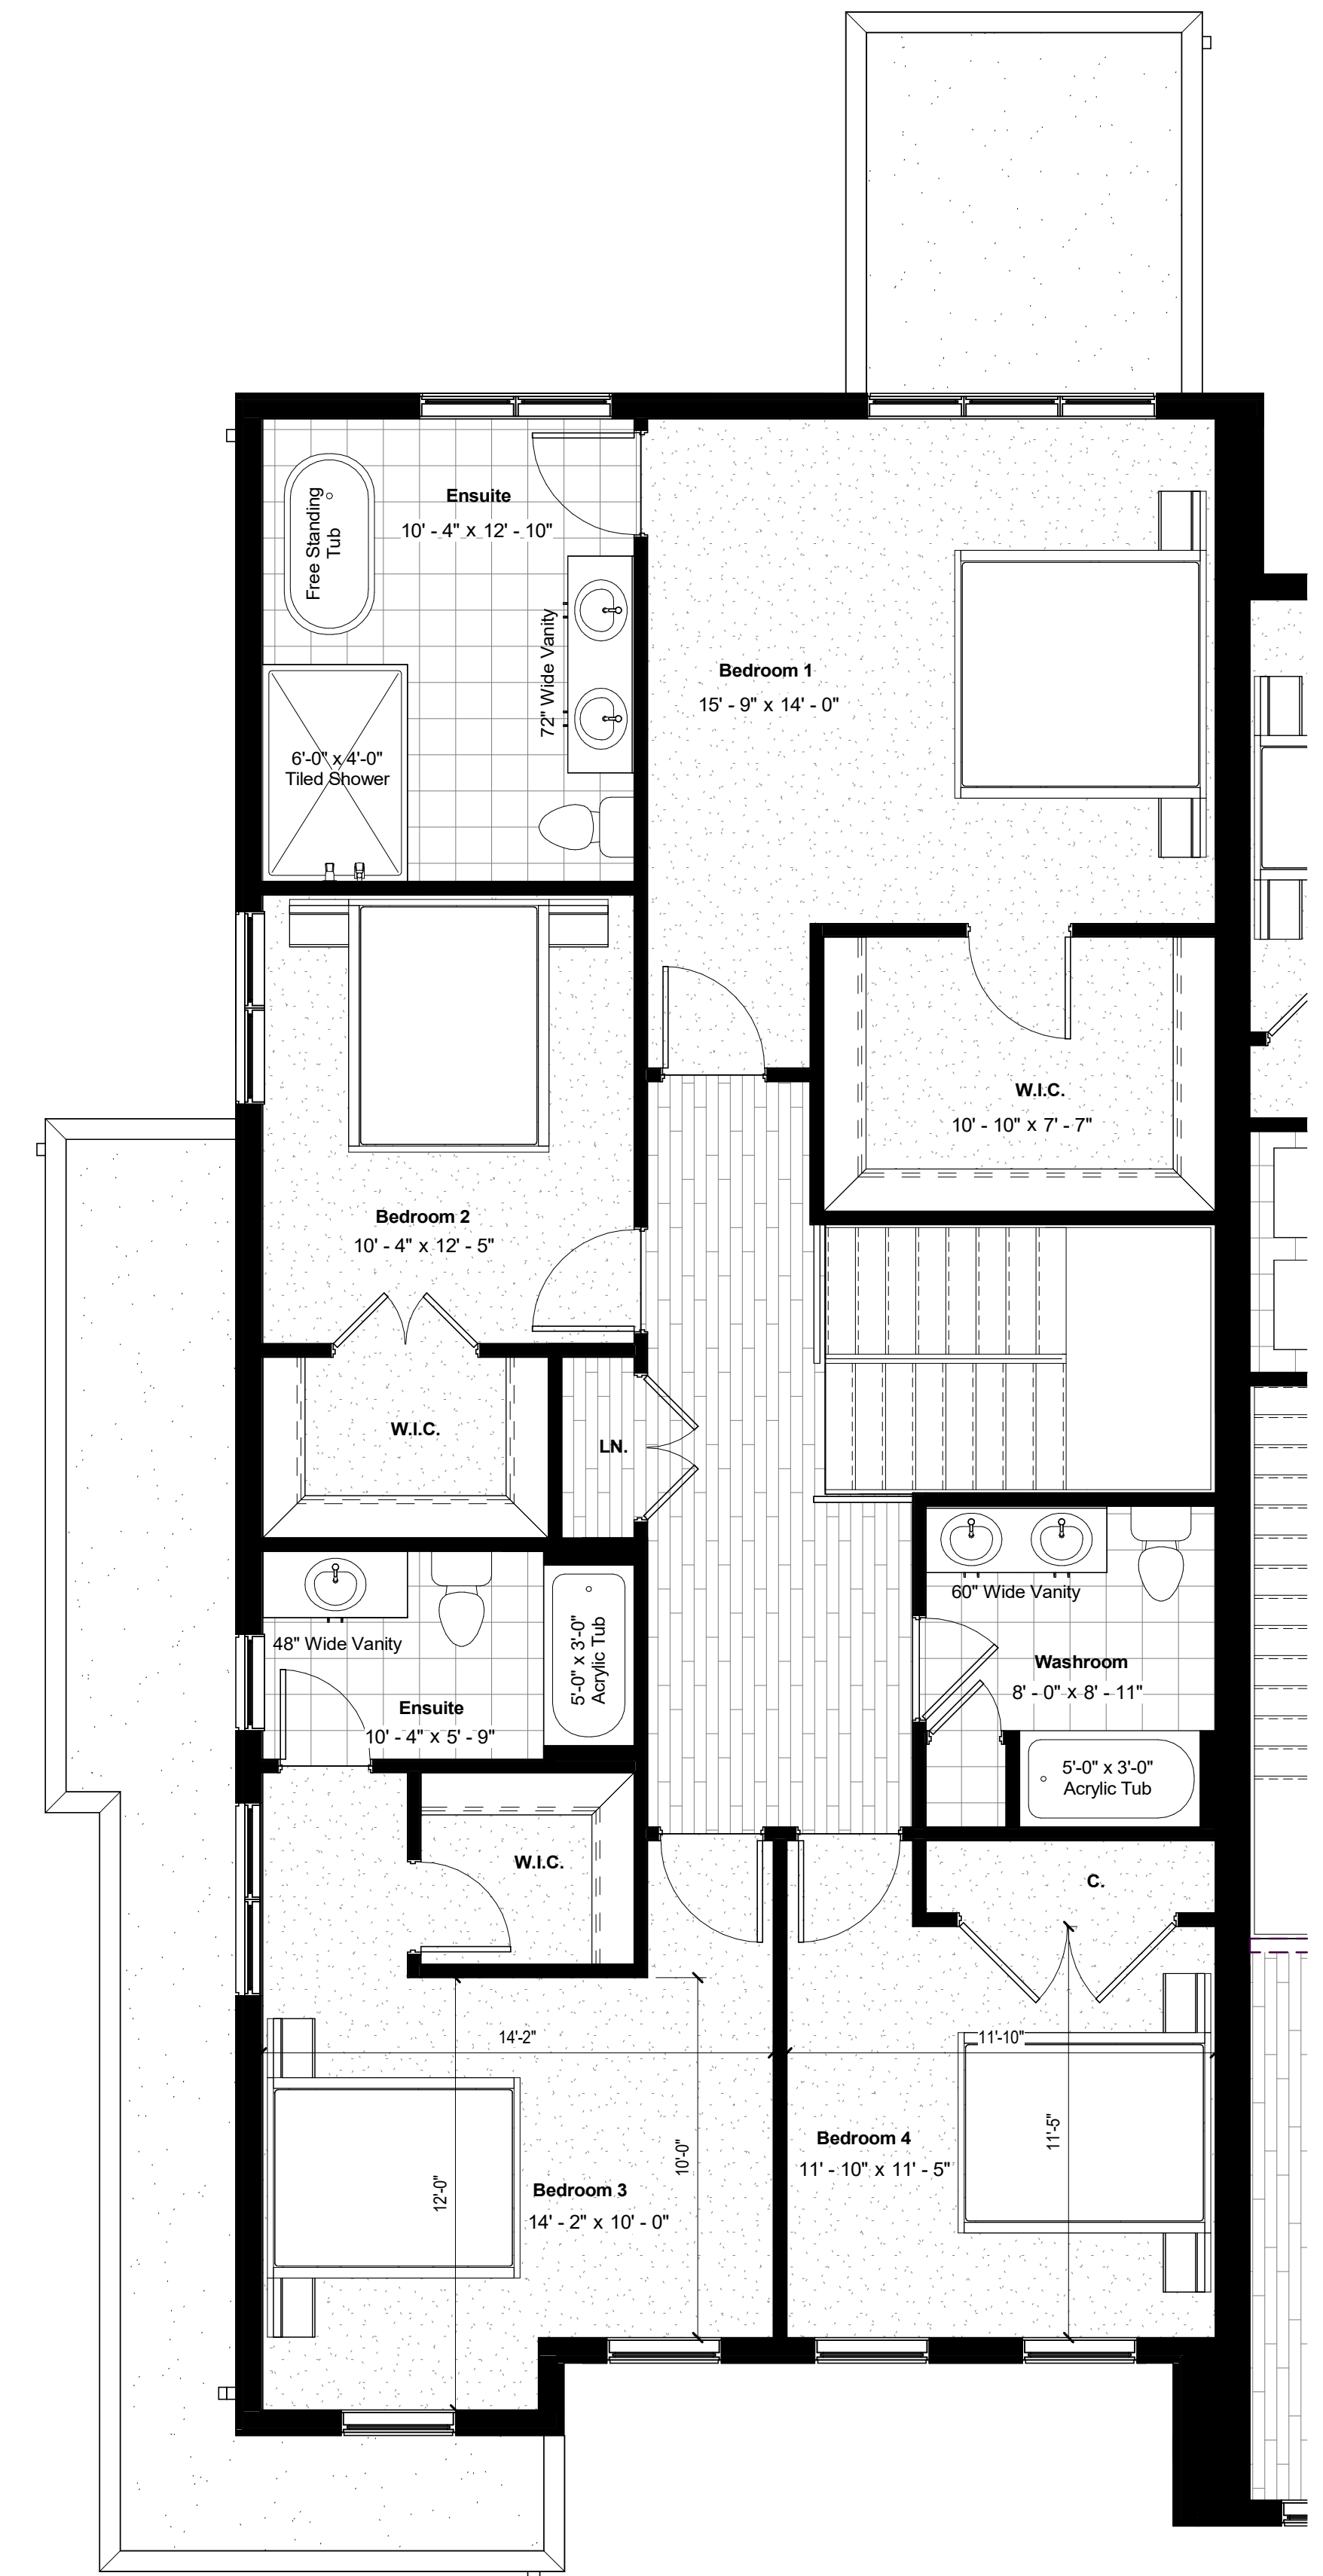 Ensuite
10' - 4" x 12' - 10"
Free Standing
Tub
72" Wide Vanity
6'-0" x 4'-0"
Tiled Shower
Bedroom 1
15' - 9" x 14' - 0"
W.I.C.
10' - 10" x 7' - 7"
Bedroom 2
10' - 4" x 12' - 5"
W.I.C.
LN.
48" Wide Vanity
5'-0" x 3'-0"
Acrylic Tub
Ensuite
10' - 4" x 5' - 9"
60" Wide Vanity
Washroom
8' - 0" x 8' - 11"
5'-0" x 3'-0"
Acrylic Tub
W.I.C.
C.
14'-2"
11'-10"
12'-0"
10'-0"
11'-5"
Bedroom 3
14' - 2" x 10' - 0"
Bedroom 4
11' - 10" x 11' - 5"